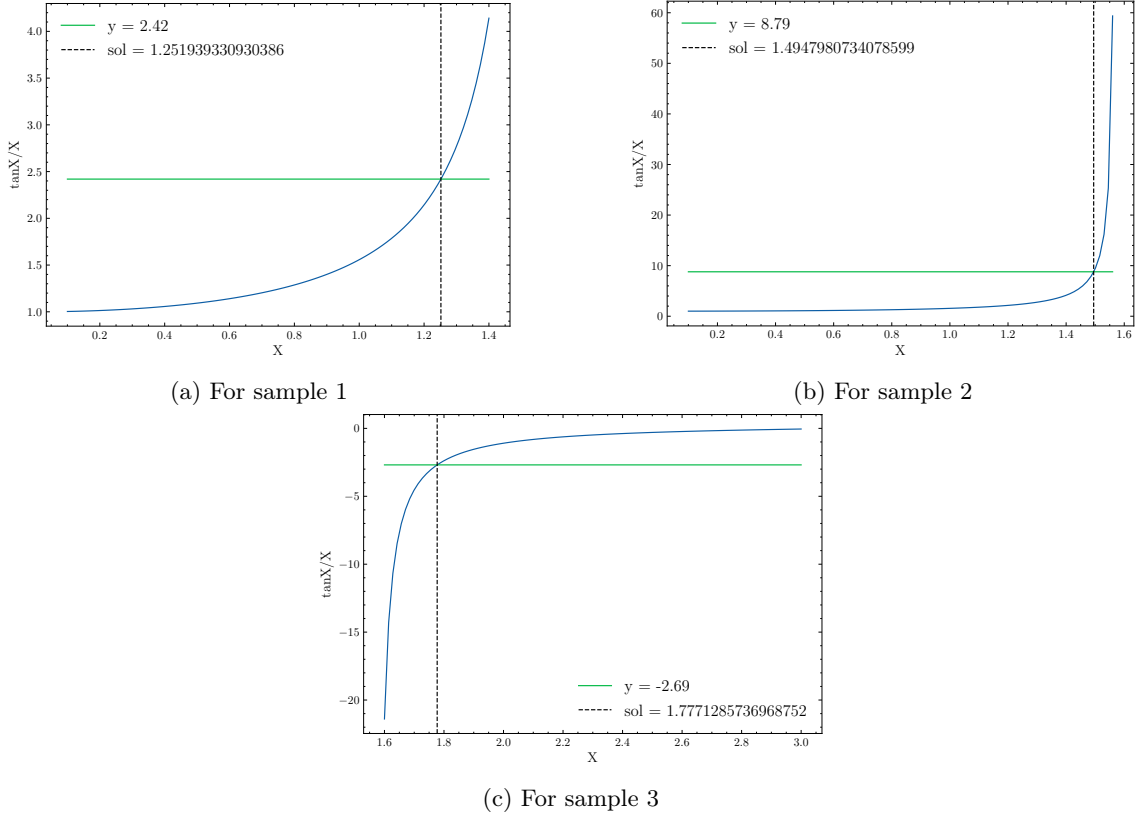 4.0
3.5
3.0
2.5
2.0
1.5
1.0
tanX/X
y = 2.42
sol = 1.251939330930386
0.2 0.4 0.6 0.8 1.0 1.2 1.4
X
(a) For sample 1
60
50
40
30
20
10
0
tanX/X
y = 8.79
sol = 1.4947980734078599
0.2 0.4 0.6 0.8 1.0 1.2 1.4 1.6
X
(b) For sample 2
0
−5
−10
−15
−20
tanX/X
y = -2.69
sol = 1.7771285736968752
1.6 1.8 2.0 2.2 2.4 2.6 2.8 3.0
X
(c) For sample 3